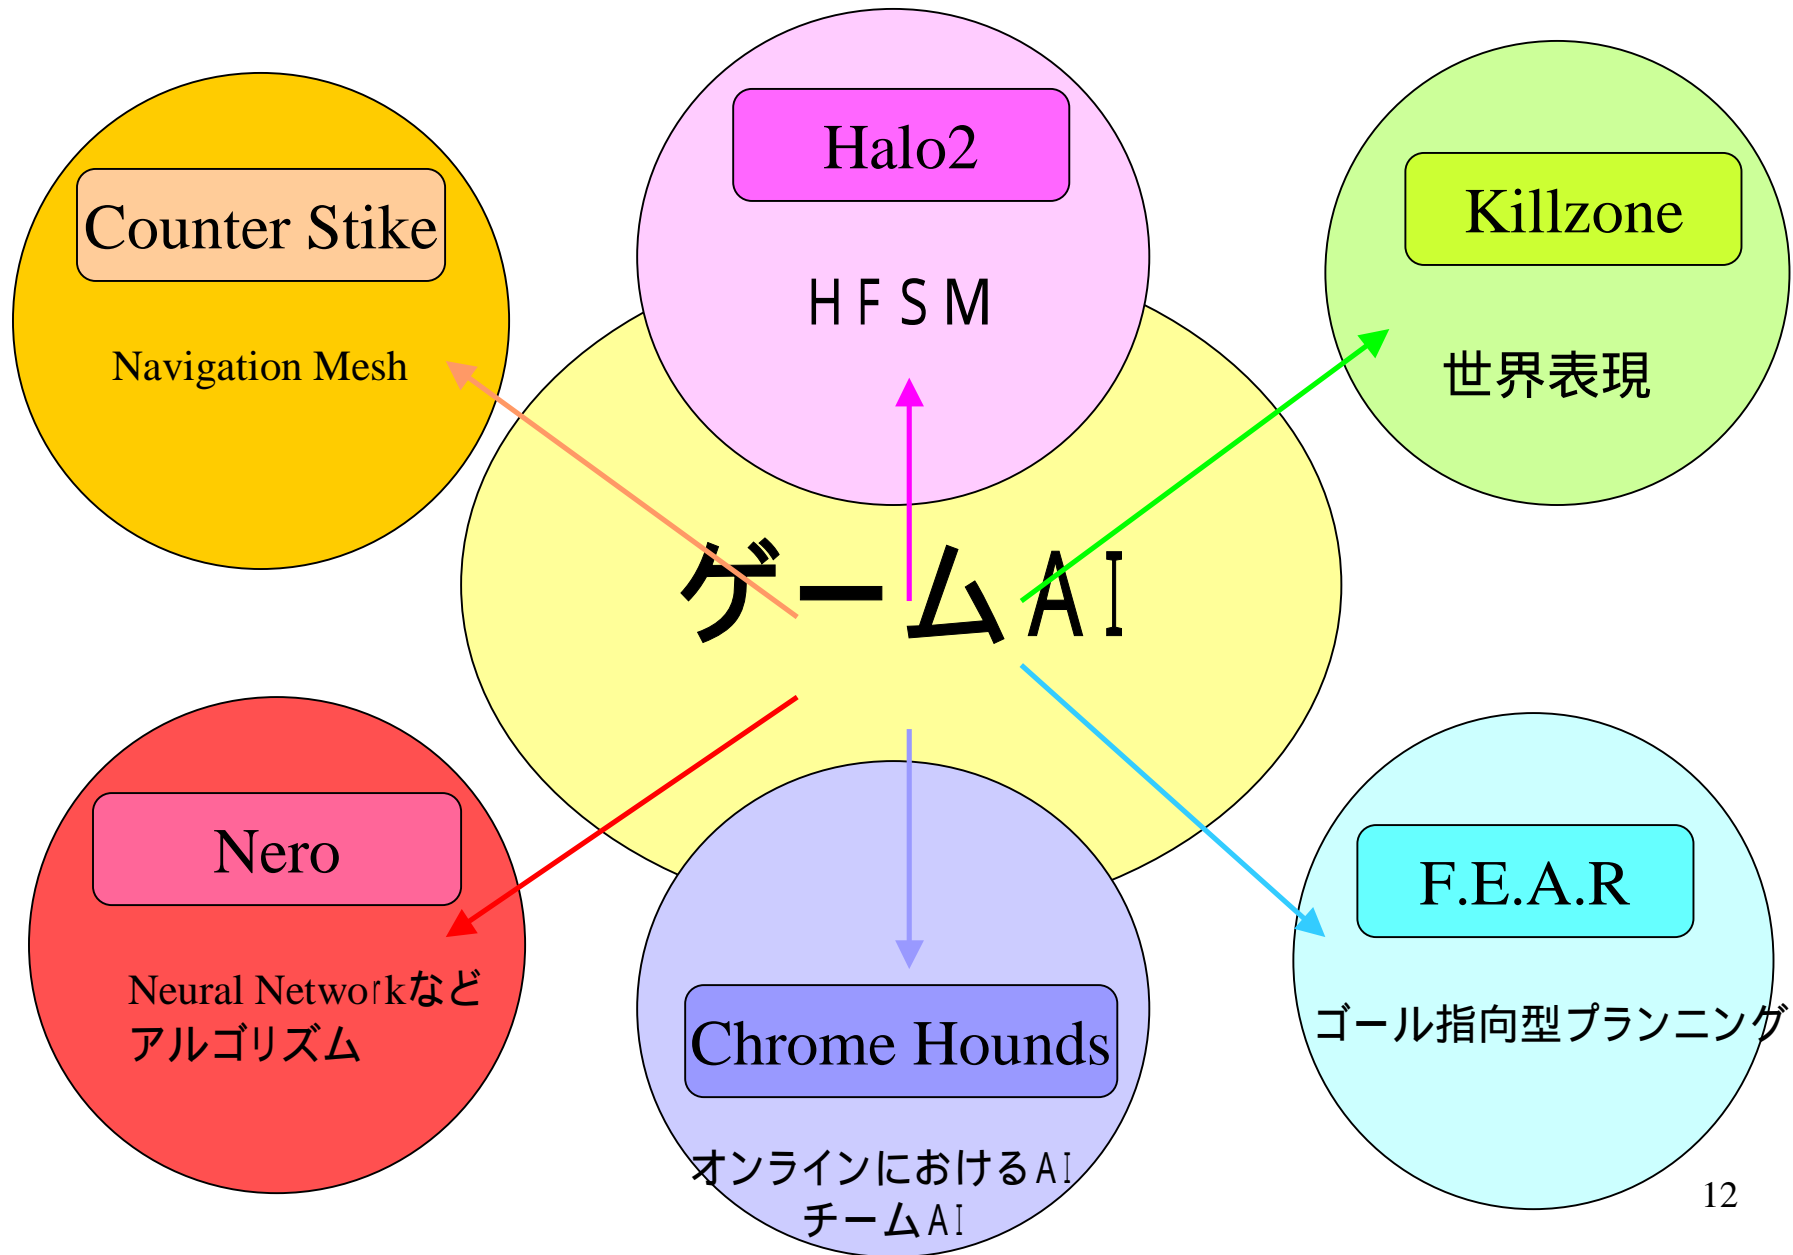 Halo2
ＨＦＳＭ
Counter Stike
Navigation Mesh
Killzone
世界表現
ゲームＡＩ
Nero
Neural Networkなど
アルゴリズム
Chrome Hounds
オンラインにおけるＡＩ
チームＡＩ
F.E.A.R
ゴール指向型プランニング
12